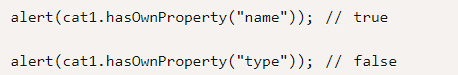 alert(cat1.hasOwnProperty("name")); // true
alert(cat1.hasOwnProperty("type")); // false